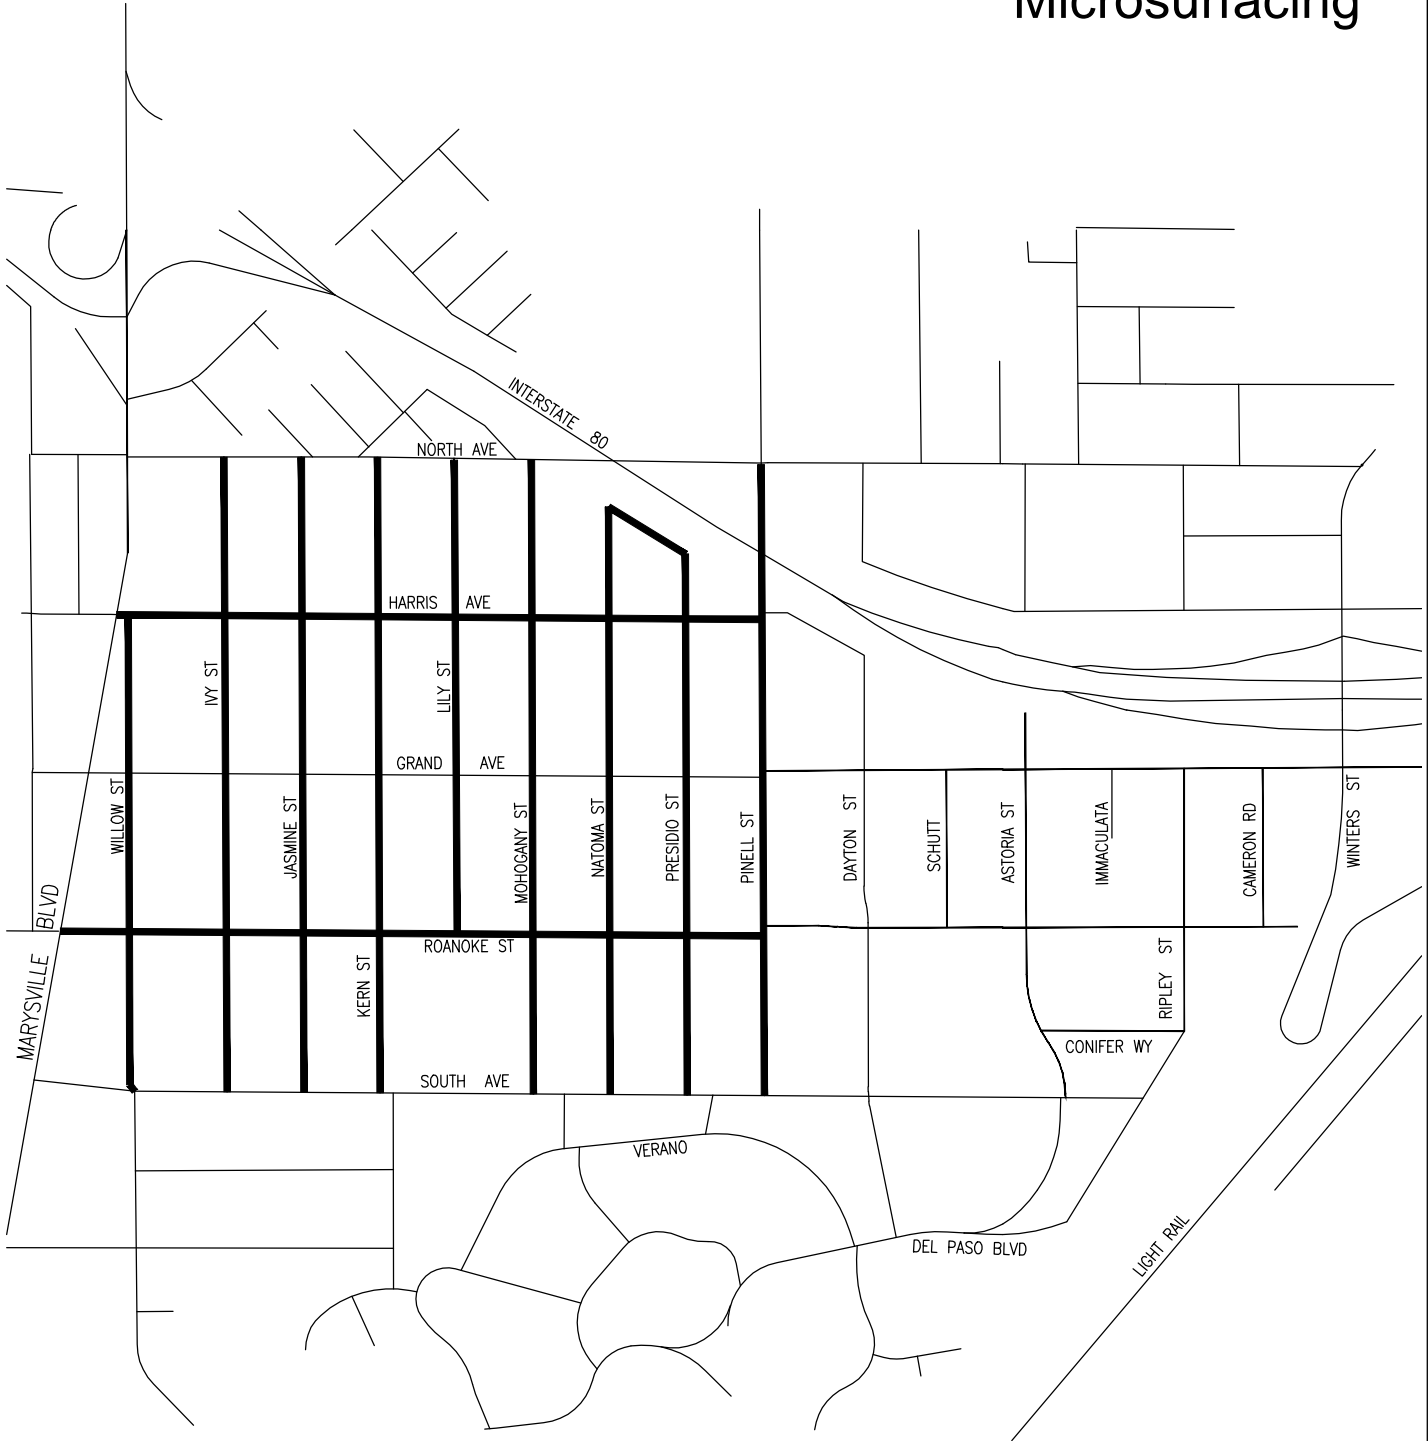 Microsurfacing
INTERSTATE 80
NORTH AVE
HARRIS AVE
IVY ST
LILY ST
GRAND AVE
WILLOW ST
JASMINE ST
MOHOGANY ST
NATOMA ST
PRESIDIO ST
PINELL ST
DAYTON ST
SCHUTT
ASTORIA ST
IMMACULATA
CAMERON RD
WINTERS ST
MARYSVILLE BLVD
ROANOKE ST
KERN ST
RIPLEY ST
CONIFER WY
SOUTH AVE
VERANO
DEL PASO BLVD
LIGHT RAIL